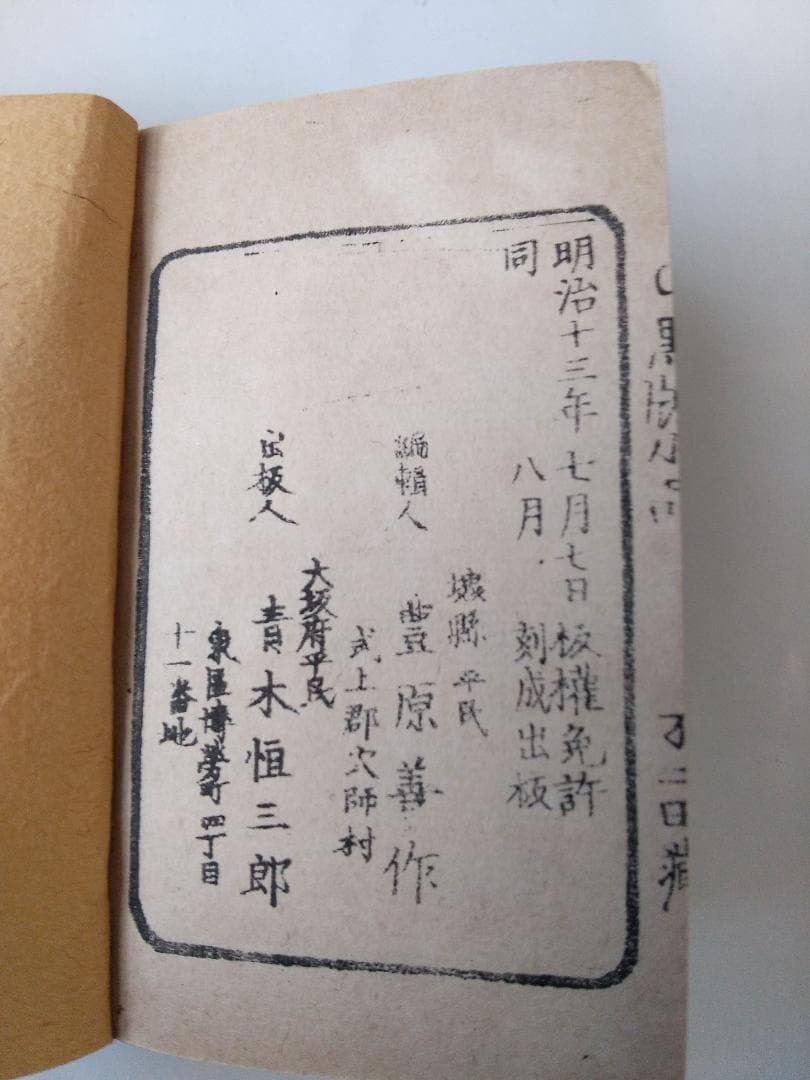 明治十三年七月七日板權免許
同 八月 刻成出板
堺縣平民
編輯人 豊原善作
式上郡穴師村
大坂府平民
出板人 青木恒三郎
東區博労町四丁目
十一番地